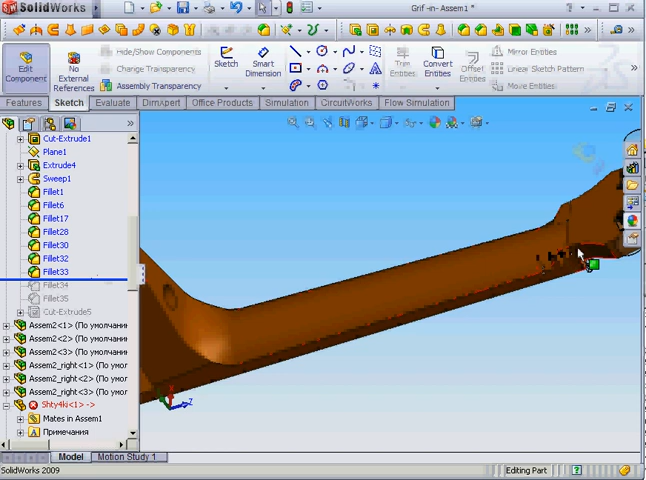 SolidWorks
Grif -in- Assem1 *
Edit Component
No External References
Hide/Show Components
Change Transparency
Assembly Transparency
Sketch
Smart Dimension
Trim Entities
Convert Entities
Offset Entities
Mirror Entities
Linear Sketch Pattern
Move Entities
Features
Sketch
Evaluate
DimXpert
Office Products
Simulation
CircuitWorks
Flow Simulation
Cut-Extrude1
Plane1
Extrude4
Sweep1
Fillet1
Fillet6
Fillet17
Fillet28
Fillet30
Fillet32
Fillet33
Fillet34
Fillet35
Cut-Extrude5
Assem2<1> (По умолчани
Assem2<2> (По умолчани
Assem2<3> (По умолчани
Assem2_right<1> (По умол
Assem2_right<2> (По умол
Assem2_right<3> (По умол
Shty4ki<1> ->
Mates in Assem1
Примечания
Z
Model
Motion Study 1
SolidWorks 2009
Editing Part